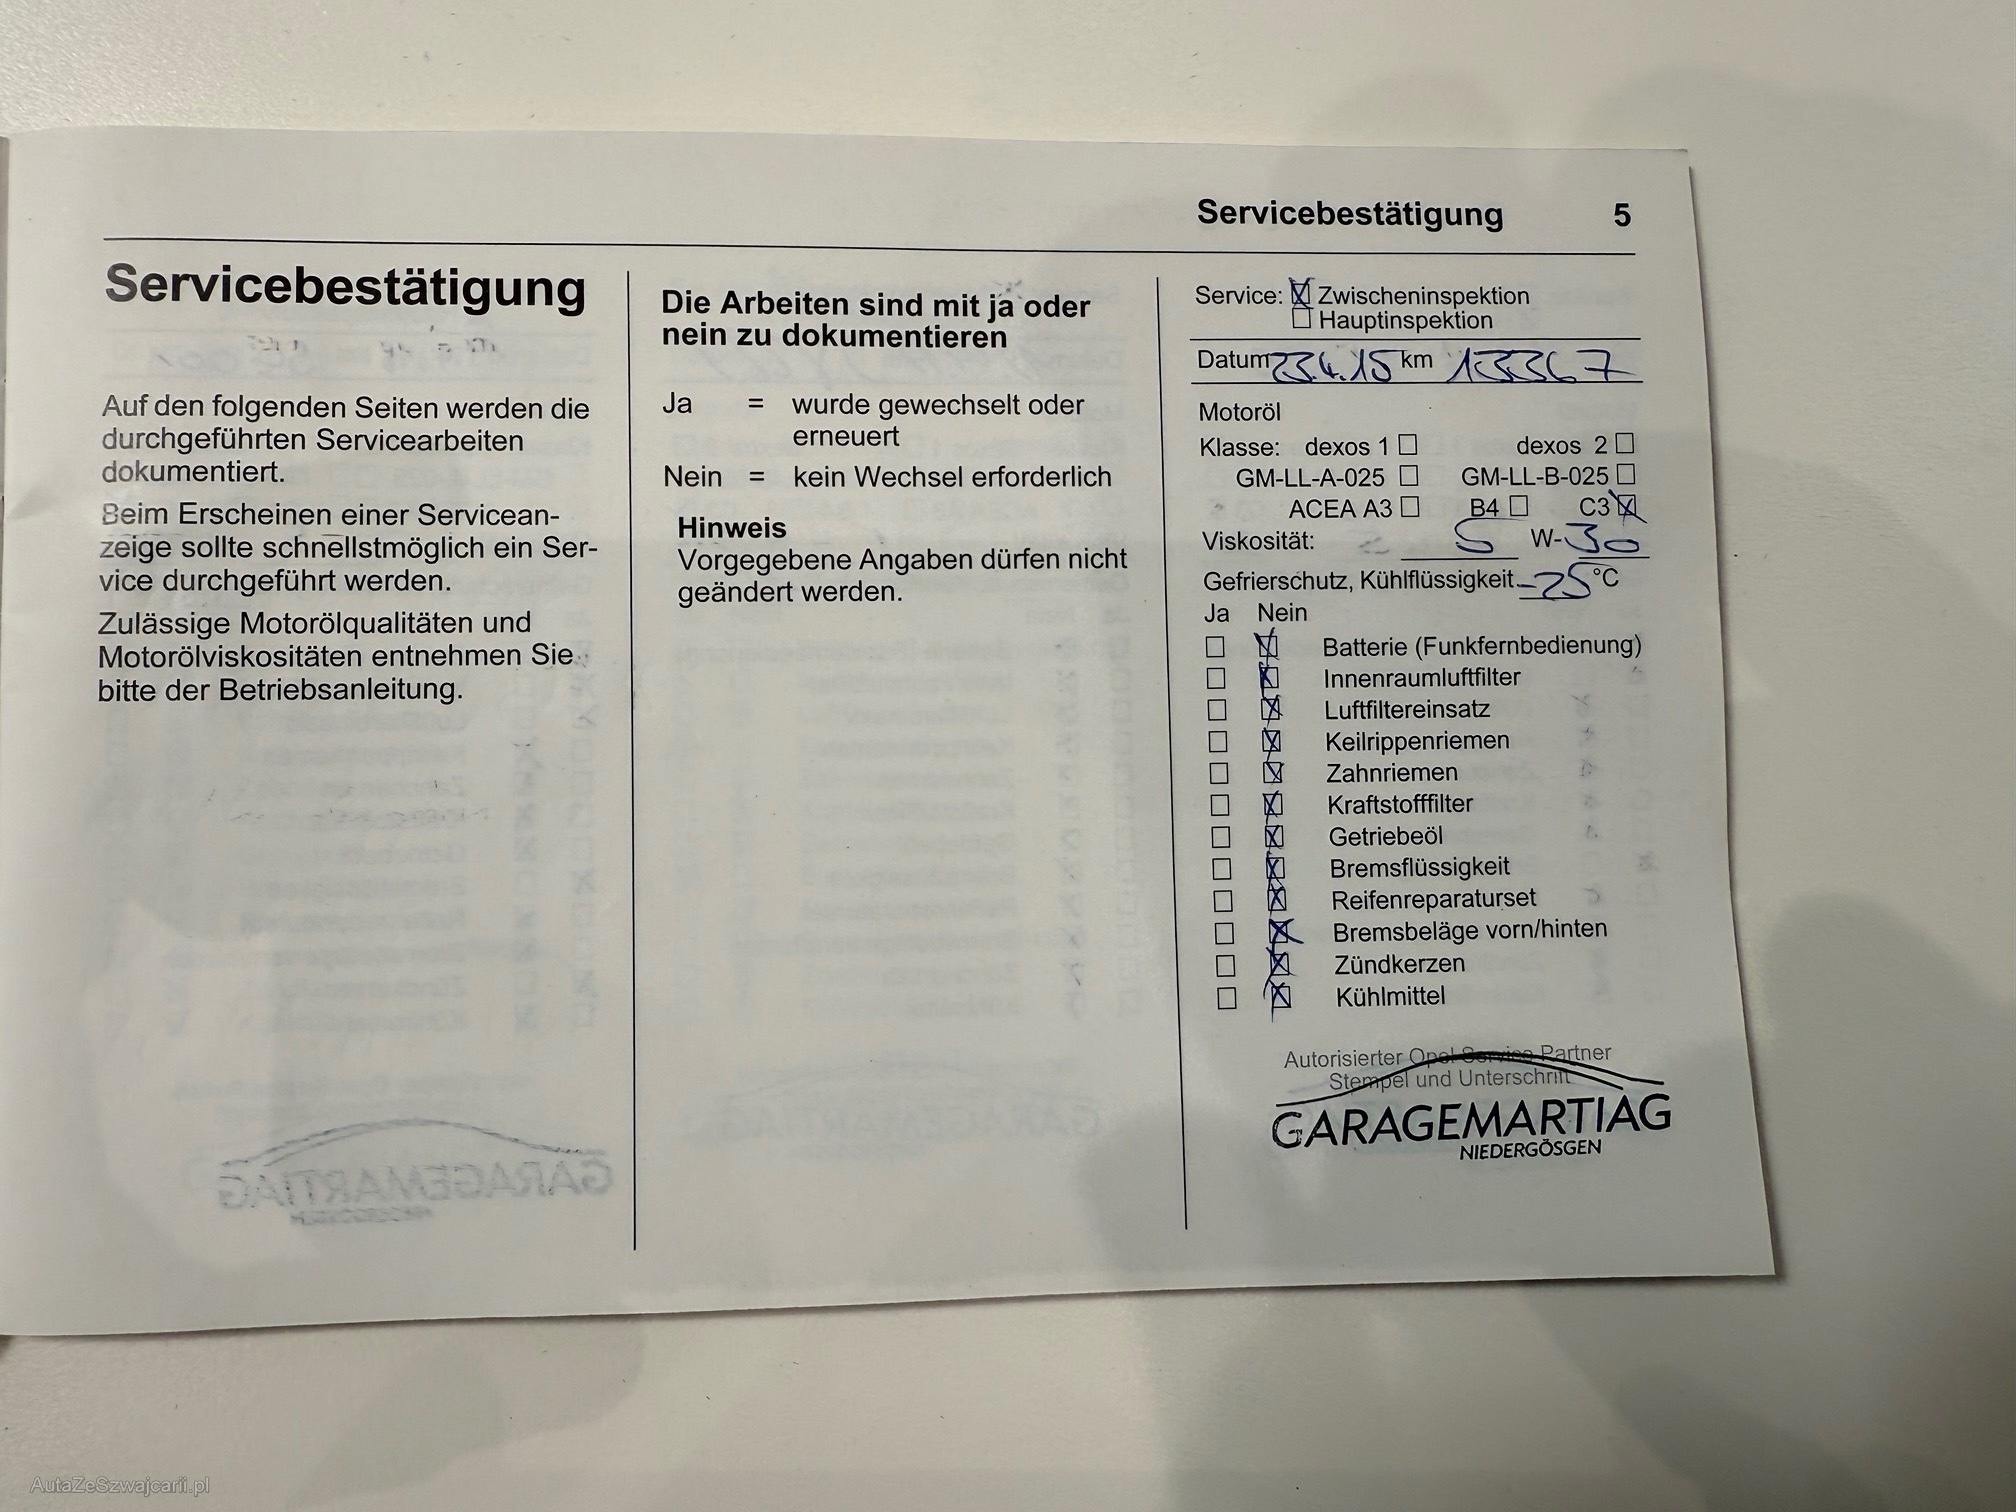 Servicebestätigung 5
Servicebestätigung
Auf den folgenden Seiten werden die
durchgeführten Servicearbeiten
dokumentiert.
Beim Erscheinen einer Servicean-
zeige sollte schnellstmöglich ein Ser-
vice durchgeführt werden.
Zulässige Motorölqualitäten und
Motorölviskositäten entnehmen Sie
bitte der Betriebsanleitung.
Die Arbeiten sind mit ja oder
nein zu dokumentieren
Ja = wurde gewechselt oder
erneuert
Nein = kein Wechsel erforderlich
Hinweis
Vorgegebene Angaben dürfen nicht
geändert werden.
Service: Zwischeninspektion
Hauptinspektion
Datum 23.4.15 km 13367
Motoröl
Klasse: dexos 1 dexos 2
GM-LL-A-025 GM-LL-B-025
ACEA A3 B4 C3
Viskosität: 5 W-30
Gefrierschutz, Kühlflüssigkeit -25 °C
Ja Nein
Batterie (Funkfernbedienung)
Innenraumluftfilter
Luftfiltereinsatz
Keilrippenriemen
Zahnriemen
Kraftstofffilter
Getriebeöl
Bremsflüssigkeit
Reifenreparaturset
Bremsbeläge vorn/hinten
Zündkerzen
Kühlmittel
Autorisierter Opel Service Partner
Stempel und Unterschrift
GARAGEMARTIAG
NIEDERGÖSGEN
AutaZeSzwajcarii.pl